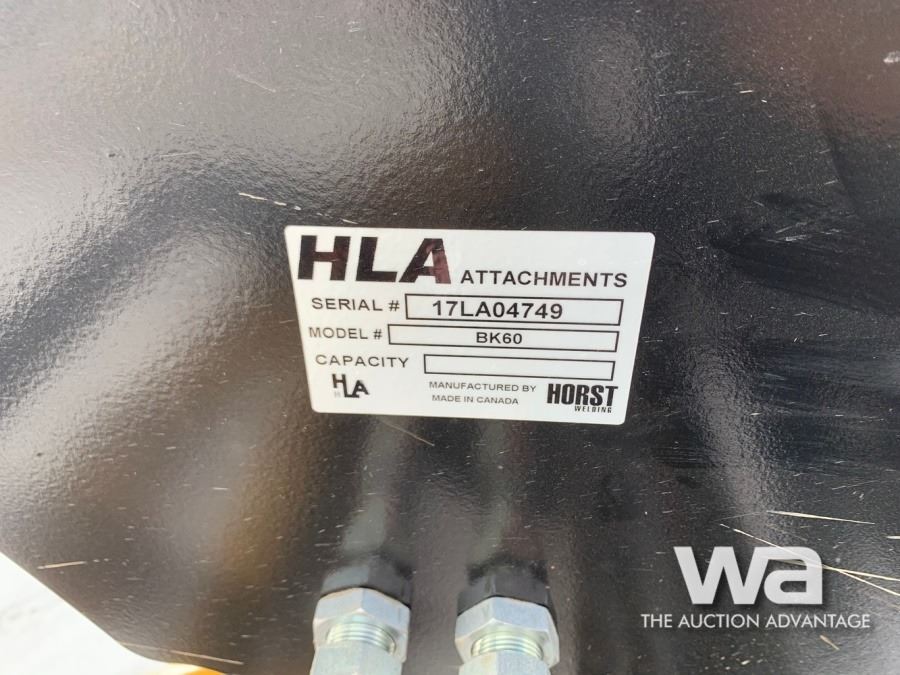 HLA ATTACHMENTS
SERIAL # 17LA04749
MODEL # BK60
CAPACITY
HLA
MANUFACTURED BY HORST
MADE IN CANADA WELDING
wa
THE AUCTION ADVANTAGE